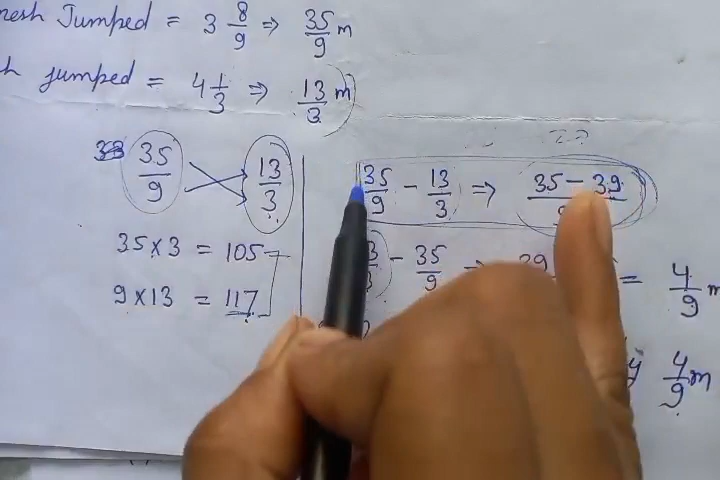 Jumped = 3 8/9 ⇒ 35/9 m
jumped = 4 1/3 ⇒ 13/3 m
??
35/9 13/3
35/9 - 13/3 ⇒ 35-39
35×3 = 105
- 35/9 = 4/9 m
9×13 = 117
4/9 m